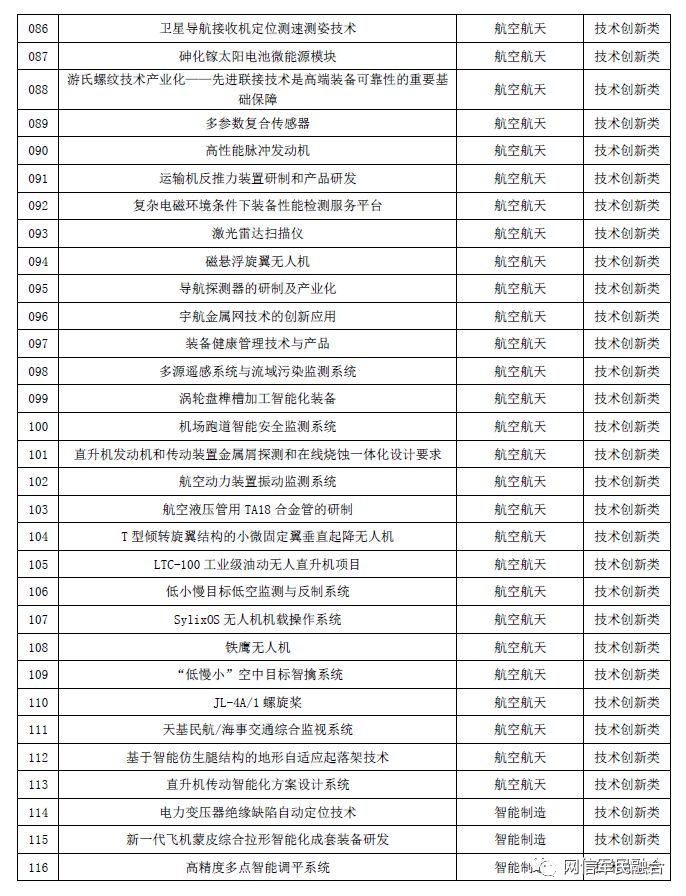 086 卫星导航接收机定位测速测姿技术 航空航天 技术创新类
087 砷化镓太阳电池微能源模块 航空航天 技术创新类
088 游氏螺纹技术产业化——先进联接技术是高端装备可靠性的重要基
础保障 航空航天 技术创新类
089 多参数复合传感器 航空航天 技术创新类
090 高性能脉冲发动机 航空航天 技术创新类
091 运输机反推力装置研制和产品研发 航空航天 技术创新类
092 复杂电磁环境条件下装备性能检测服务平台 航空航天 技术创新类
093 激光雷达扫描仪 航空航天 技术创新类
094 磁悬浮旋翼无人机 航空航天 技术创新类
095 导航探测器的研制及产业化 航空航天 技术创新类
096 宇航金属网技术的创新应用 航空航天 技术创新类
097 装备健康管理技术与产品 航空航天 技术创新类
098 多源遥感系统与流域污染监测系统 航空航天 技术创新类
099 涡轮盘榫槽加工智能化装备 航空航天 技术创新类
100 机场跑道智能安全监测系统 航空航天 技术创新类
101 直升机发动机和传动装置金属屑探测和在线烧蚀一体化设计要求 航空航天 技术创新类
102 航空动力装置振动监测系统 航空航天 技术创新类
103 航空液压管用 TA18 合金管的研制 航空航天 技术创新类
104 T 型倾转旋翼结构的小微固定翼垂直起降无人机 航空航天 技术创新类
105 LTC-100 工业级油动无人直升机项目 航空航天 技术创新类
106 低小慢目标低空监测与反制系统 航空航天 技术创新类
107 SylixOS 无人机机载操作系统 航空航天 技术创新类
108 铁鹰无人机 航空航天 技术创新类
109 “低慢小”空中目标智擒系统 航空航天 技术创新类
110 JL-4A/1 螺旋桨 航空航天 技术创新类
111 天基民航/海事交通综合监视系统 航空航天 技术创新类
112 基于智能仿生腿结构的地形自适应起落架技术 航空航天 技术创新类
113 直升机传动智能化方案设计系统 航空航天 技术创新类
114 电力变压器绝缘缺陷自动定位技术 智能制造 技术创新类
115 新一代飞机蒙皮综合拉形智能化成套装备研发 智能制造 技术创新类
116 高精度多点智能调平系统 智能制造 技术创新类
网信军民融合